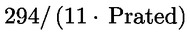 294/ (11 · Prated)